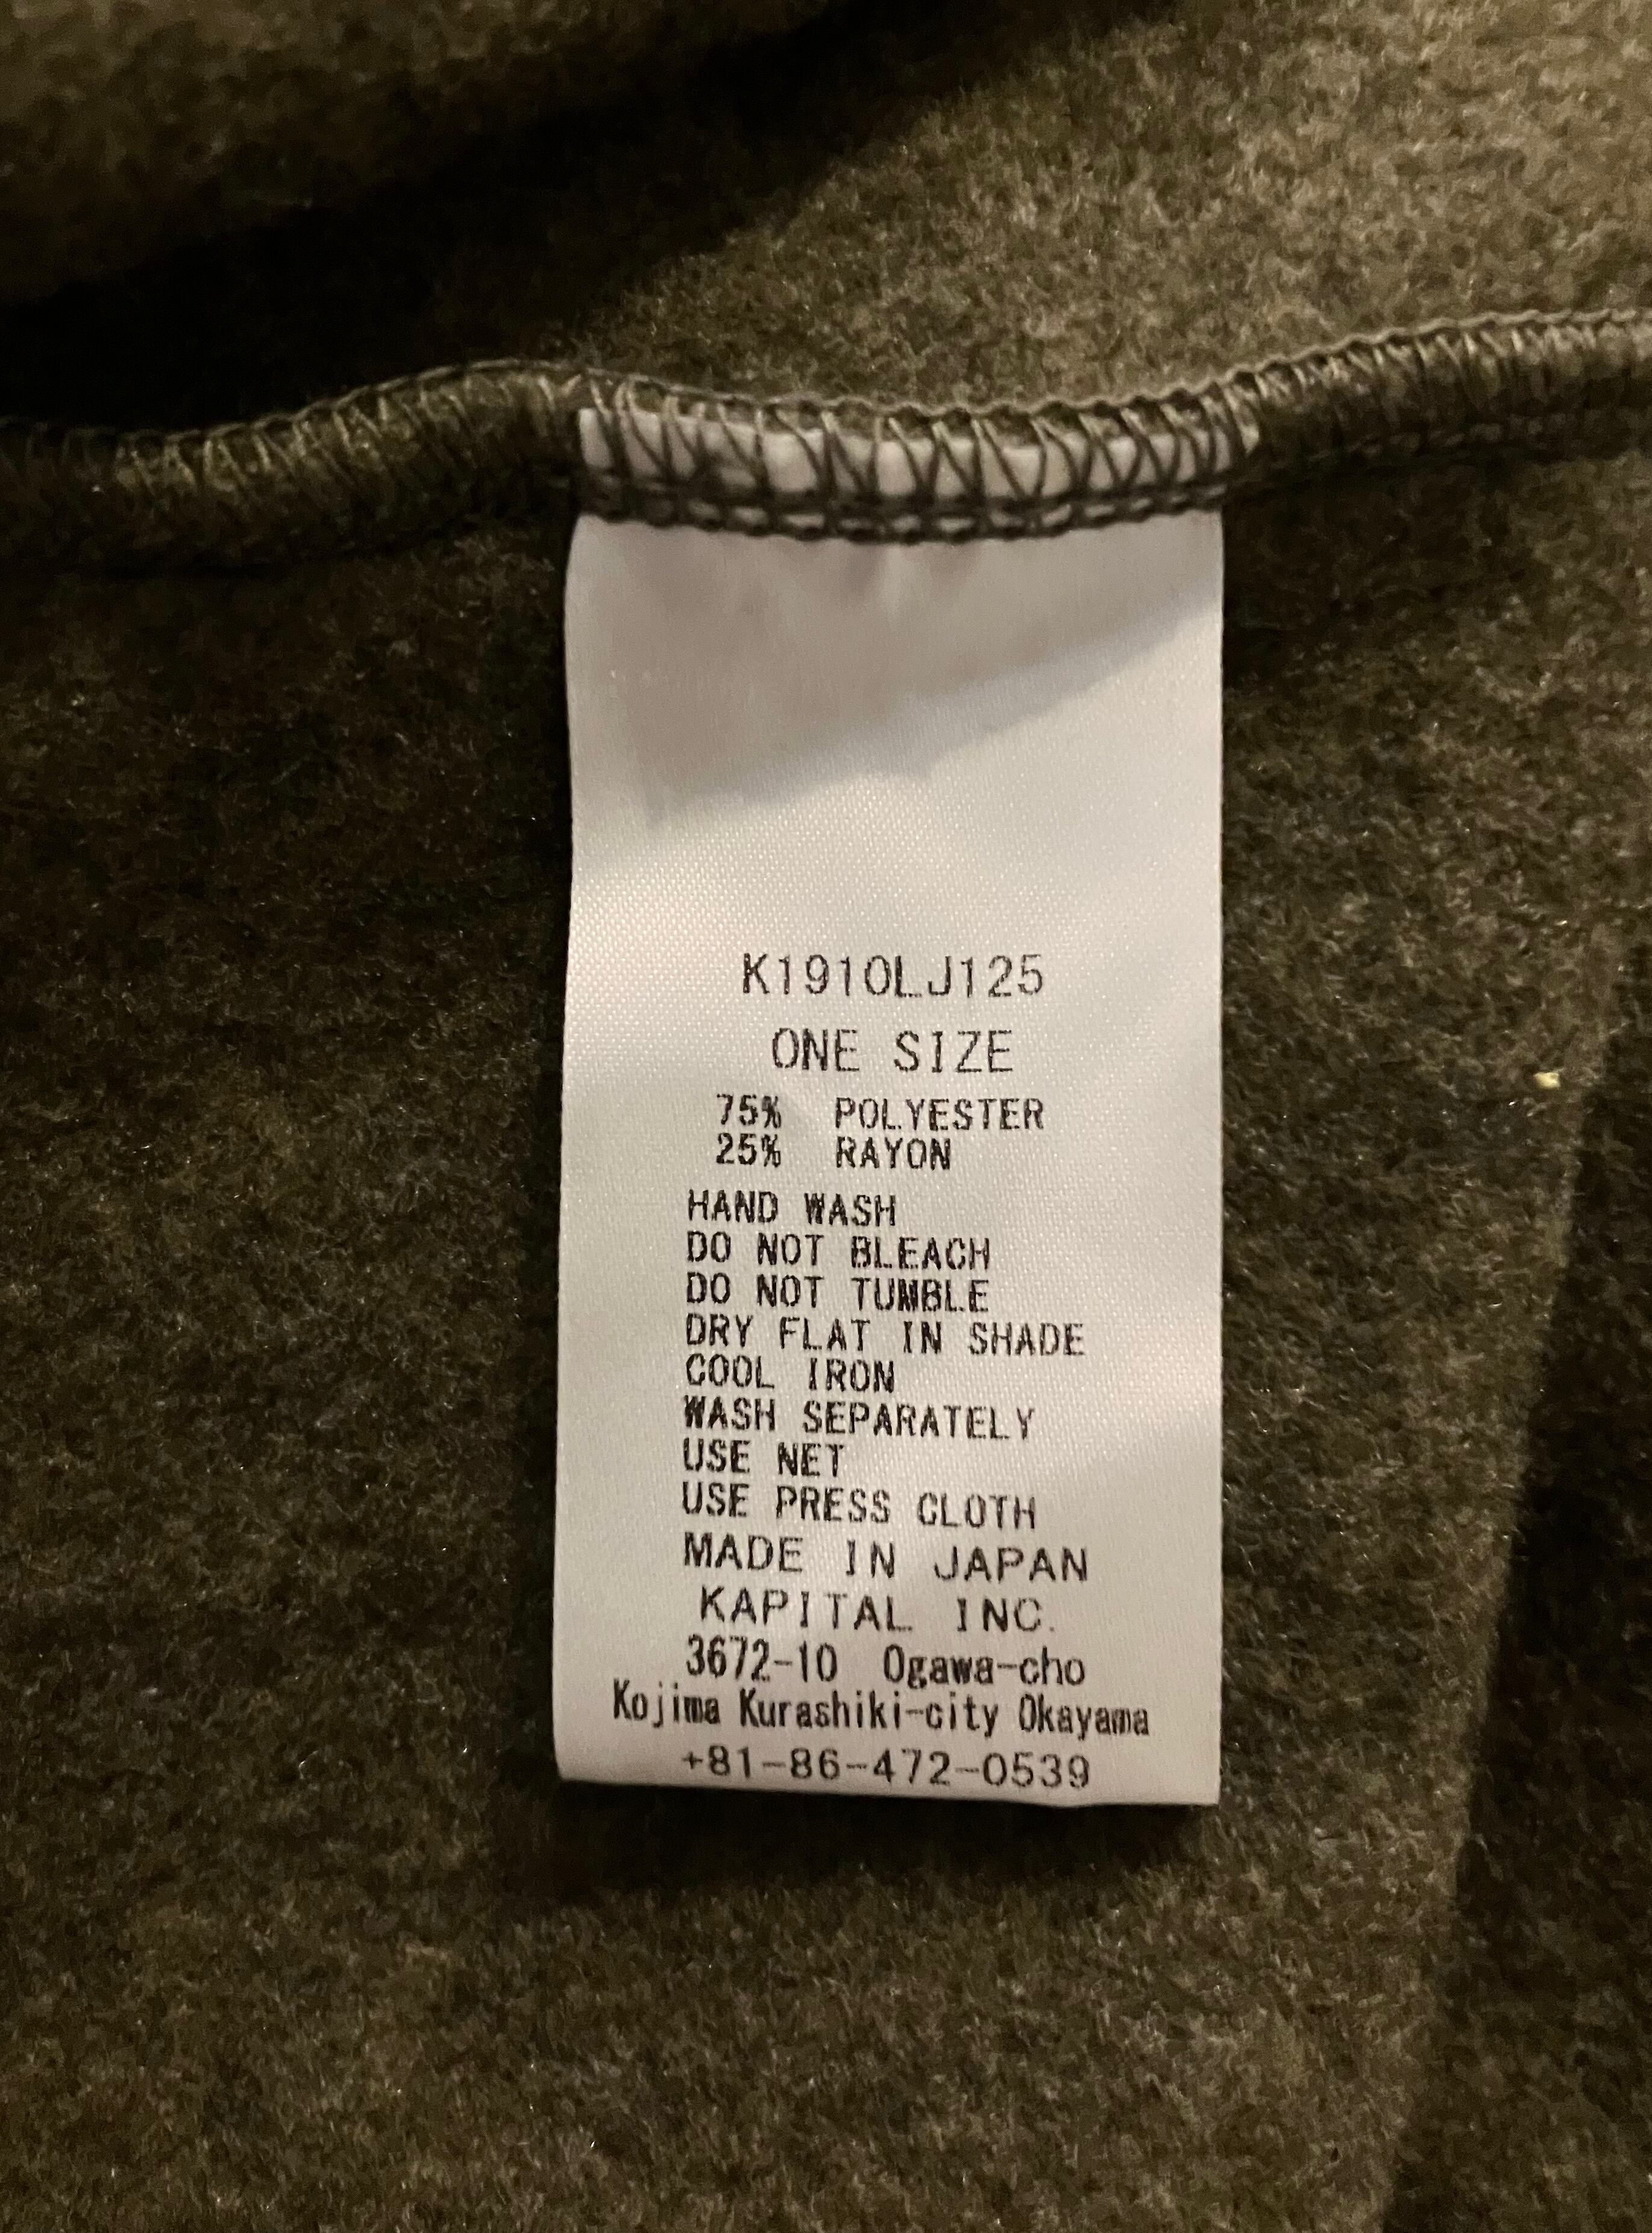 K1910LJ125
ONE SIZE
75% POLYESTER
25% RAYON
HAND WASH
DO NOT BLEACH
DO NOT TUMBLE
DRY FLAT IN SHADE
COOL IRON
WASH SEPARATELY
USE NET
USE PRESS CLOTH
MADE IN JAPAN
KAPITAL INC.
3672-10 Ogawa-cho
Kojima Kurashiki-city Okayama
+81-86-472-0539